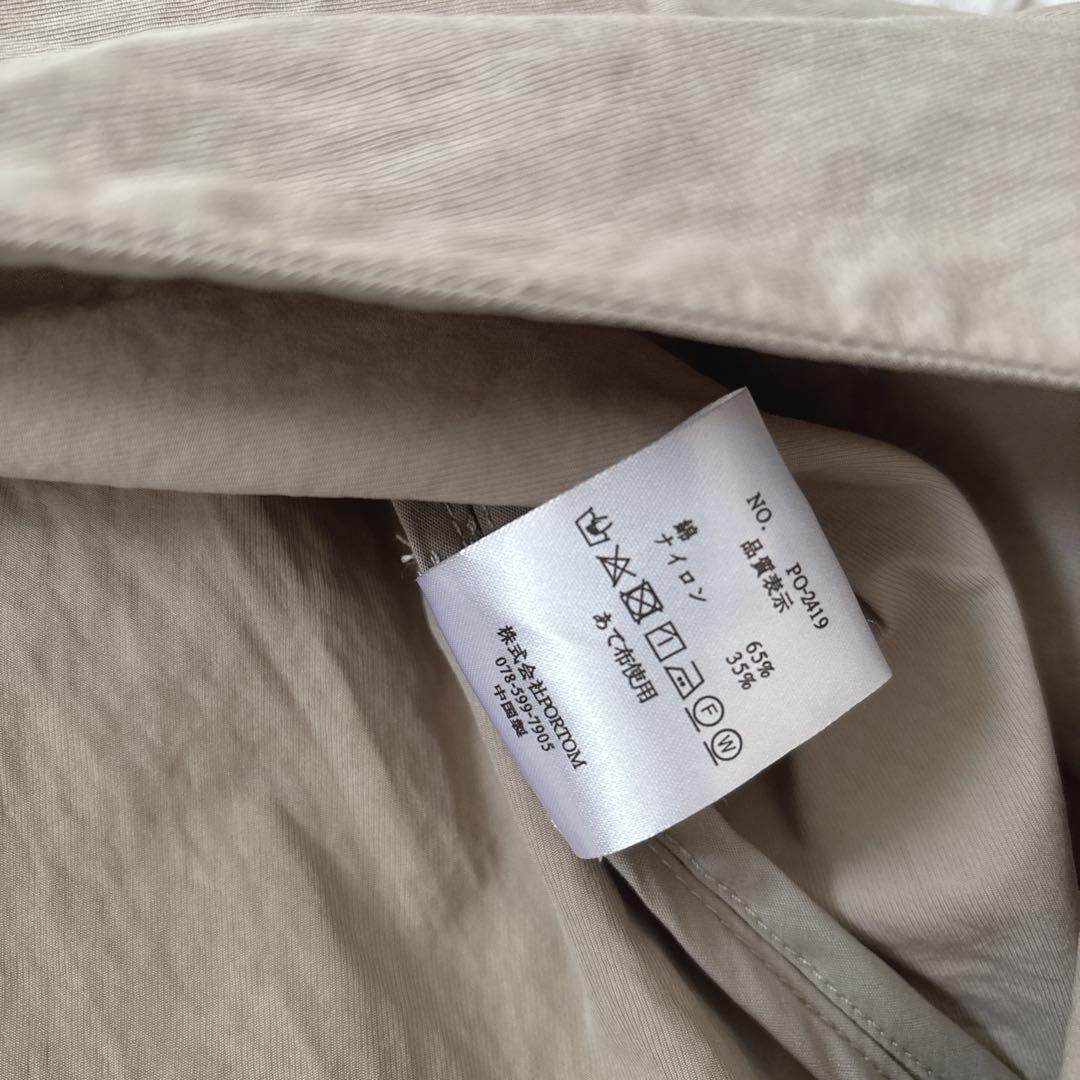 NO. PO-2419
品質表示
綿 65%
ナイロン 35%
F W
あて布使用
株式会社PORTOM
078-599-7905
中国製